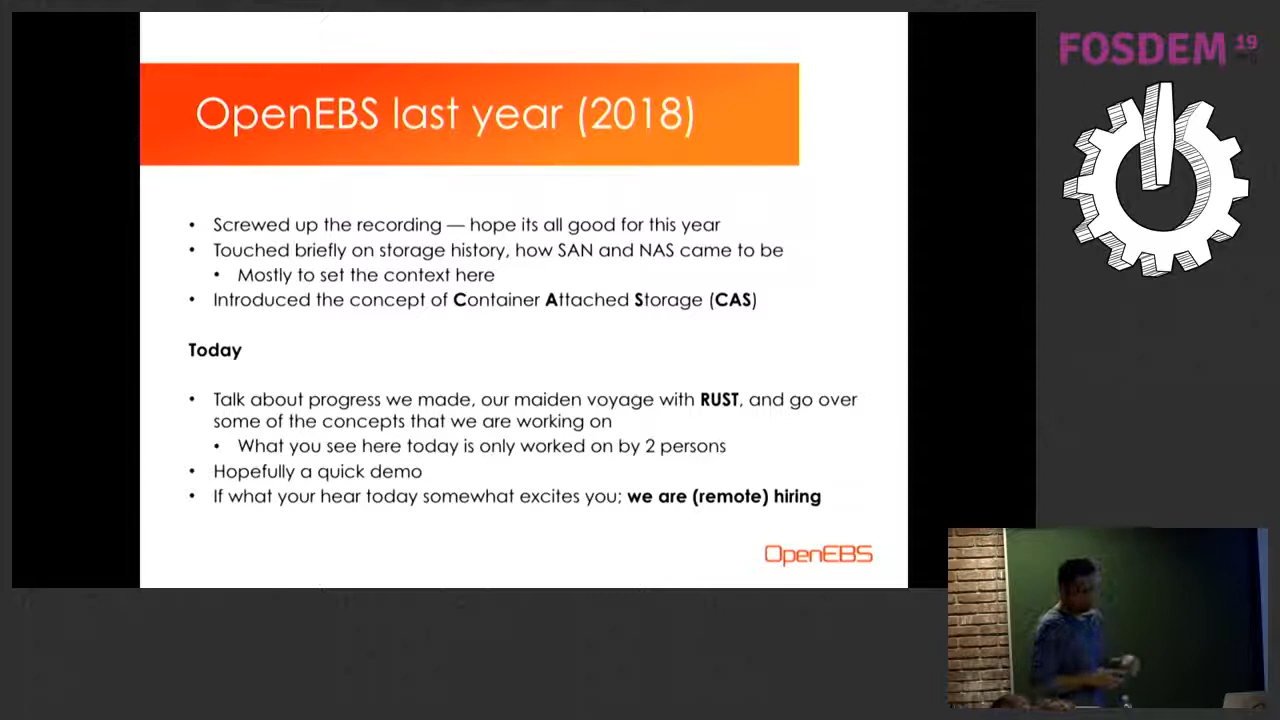 OpenEBS last year (2018)
• Screwed up the recording — hope its all good for this year
• Touched briefly on storage history, how SAN and NAS came to be
• Mostly to set the context here
• Introduced the concept of Container Attached Storage (CAS)
Today
• Talk about progress we made, our maiden voyage with RUST, and go over
some of the concepts that we are working on
• What you see here today is only worked on by 2 persons
• Hopefully a quick demo
• If what your hear today somewhat excites you; we are (remote) hiring
OpenEBS
FOSDEM 19